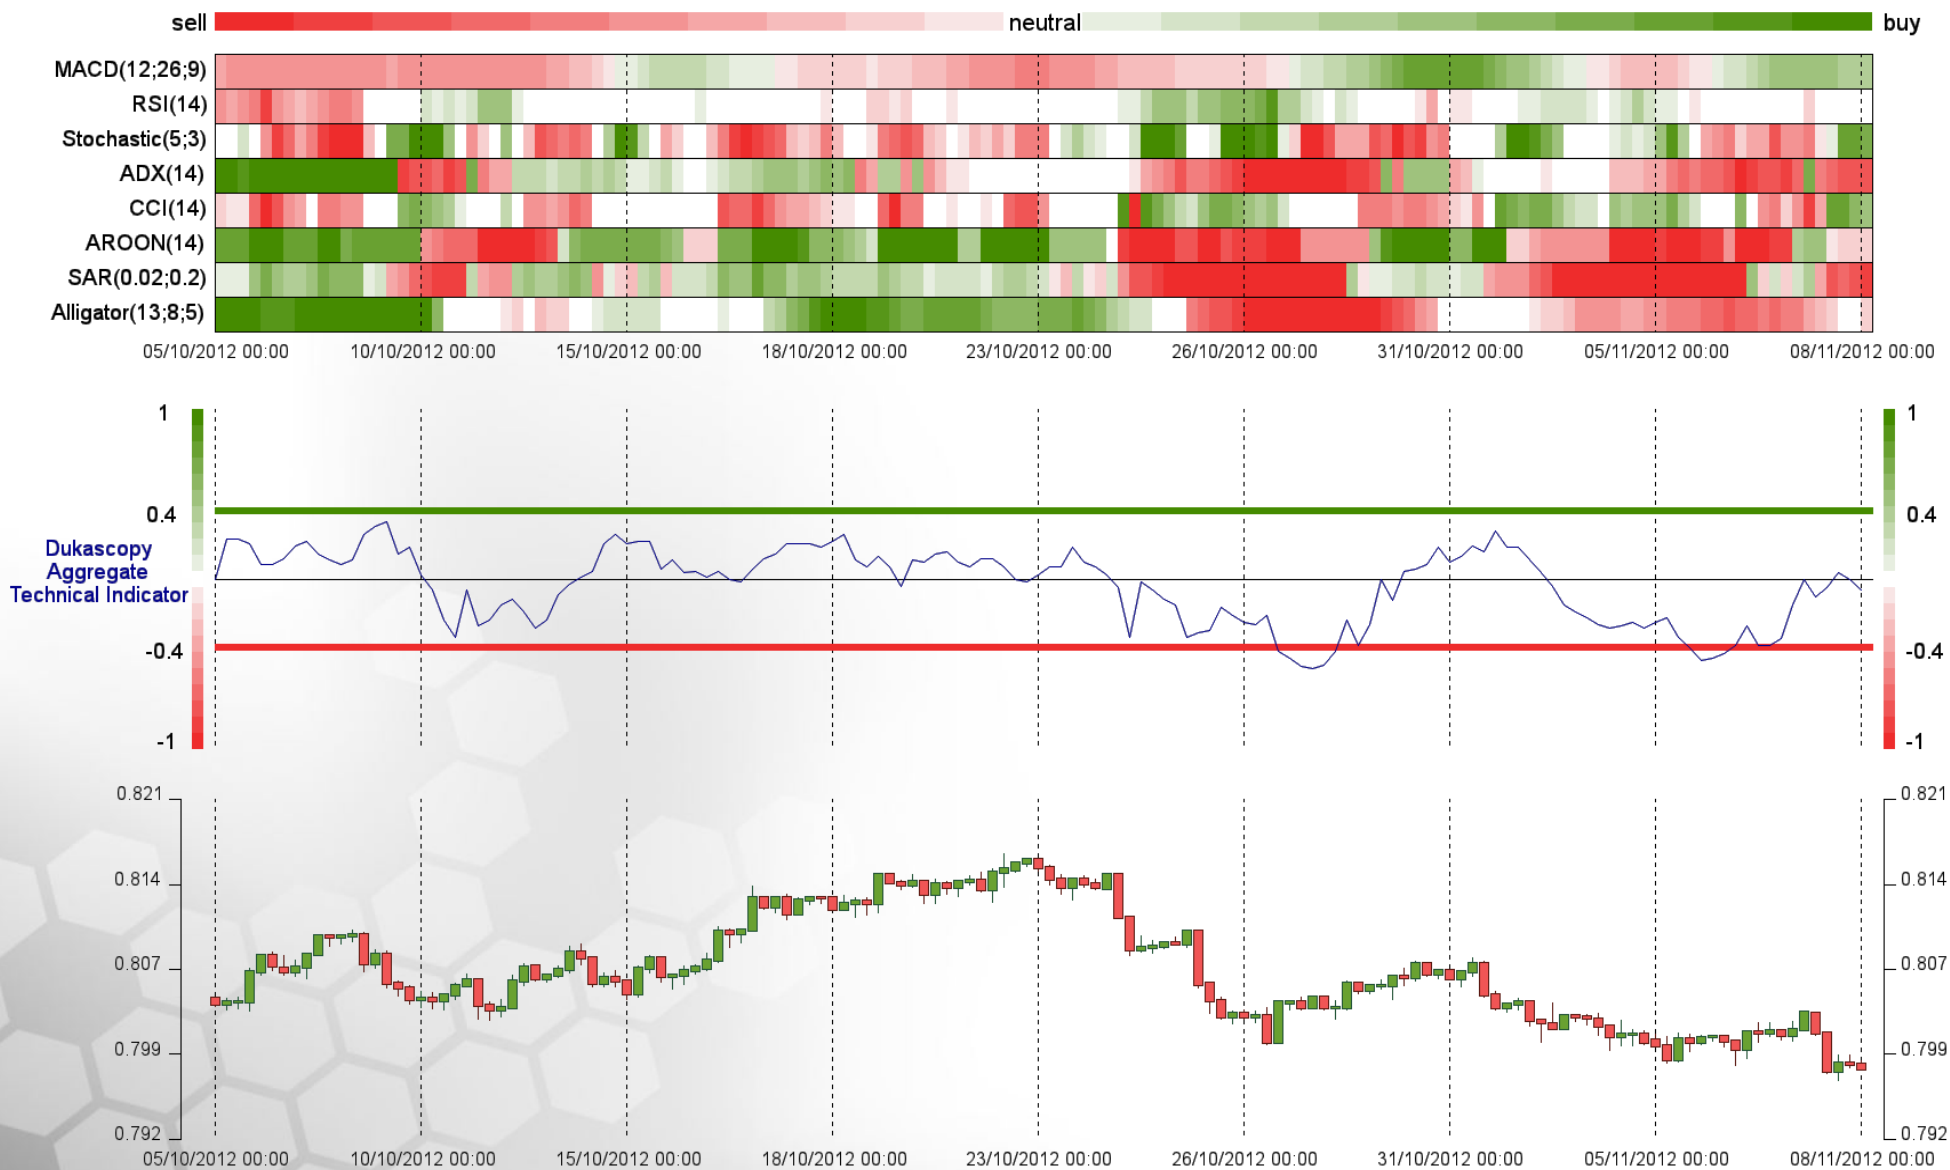 sell neutral buy
MACD(12;26;9)
RSI(14)
Stochastic(5;3)
ADX(14)
CCI(14)
AROON(14)
SAR(0.02;0.2)
Alligator(13;8;5)
05/10/2012 00:00 10/10/2012 00:00 15/10/2012 00:00 18/10/2012 00:00 23/10/2012 00:00 26/10/2012 00:00 31/10/2012 00:00 05/11/2012 00:00 08/11/2012 00:00
1 1
0.4 0.4
Dukascopy
Aggregate
Technical Indicator
-0.4 -0.4
-1 -1
0.821 0.821
0.814 0.814
0.807 0.807
0.799 0.799
0.792 0.792
05/10/2012 00:00 10/10/2012 00:00 15/10/2012 00:00 18/10/2012 00:00 23/10/2012 00:00 26/10/2012 00:00 31/10/2012 00:00 05/11/2012 00:00 08/11/2012 00:00